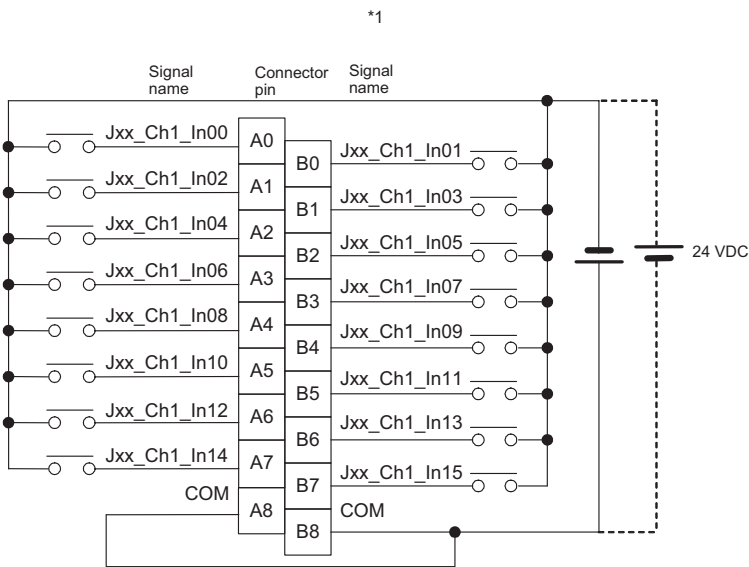 *1
Signal name
Connector pin
Signal name
Jxx_Ch1_In00
A0
Jxx_Ch1_In01
B0
Jxx_Ch1_In02
A1
Jxx_Ch1_In03
B1
Jxx_Ch1_In04
A2
Jxx_Ch1_In05
B2
24 VDC
Jxx_Ch1_In06
A3
Jxx_Ch1_In07
B3
Jxx_Ch1_In08
A4
Jxx_Ch1_In09
B4
Jxx_Ch1_In10
A5
Jxx_Ch1_In11
B5
Jxx_Ch1_In12
A6
Jxx_Ch1_In13
B6
Jxx_Ch1_In14
A7
Jxx_Ch1_In15
B7
COM
A8
COM
B8